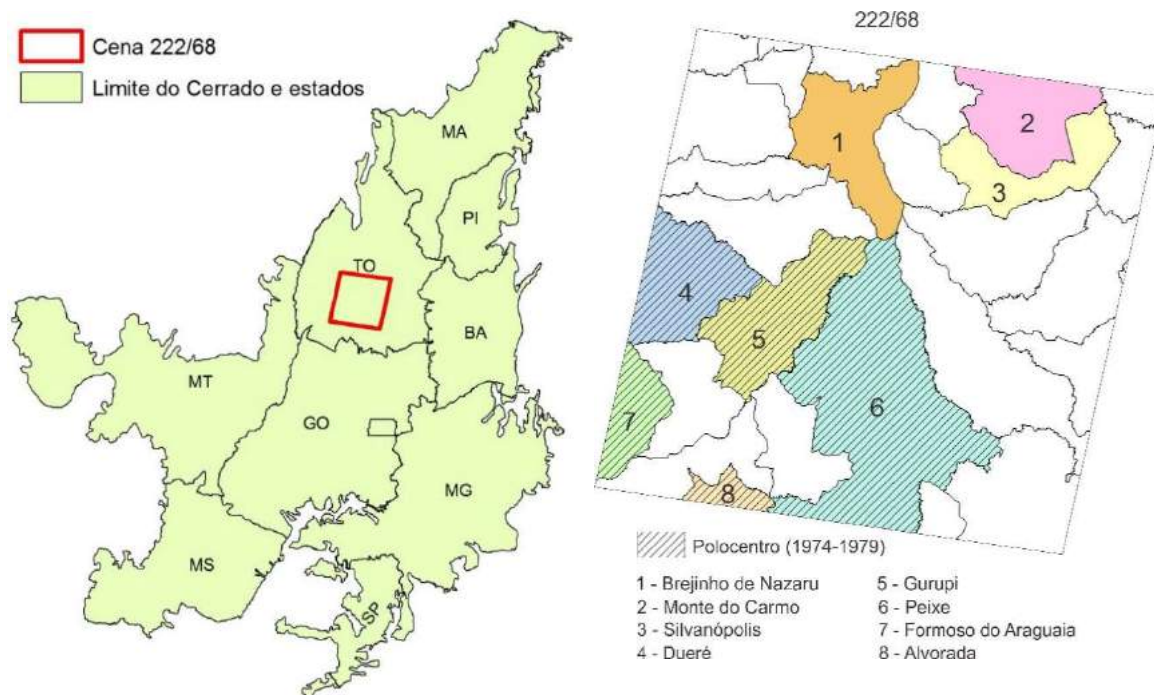 Cena 222/68
Limite do Cerrado e estados
MA
PI
TO
BA
MT
GO
MG
MS
SP
222/68
1
2
3
4
5
6
7
8
Polocentro (1974-1979)
1 - Brejinho de Nazaru
2 - Monte do Carmo
3 - Silvanópolis
4 - Dueré
5 - Gurupi
6 - Peixe
7 - Formoso do Araguaia
8 - Alvorada